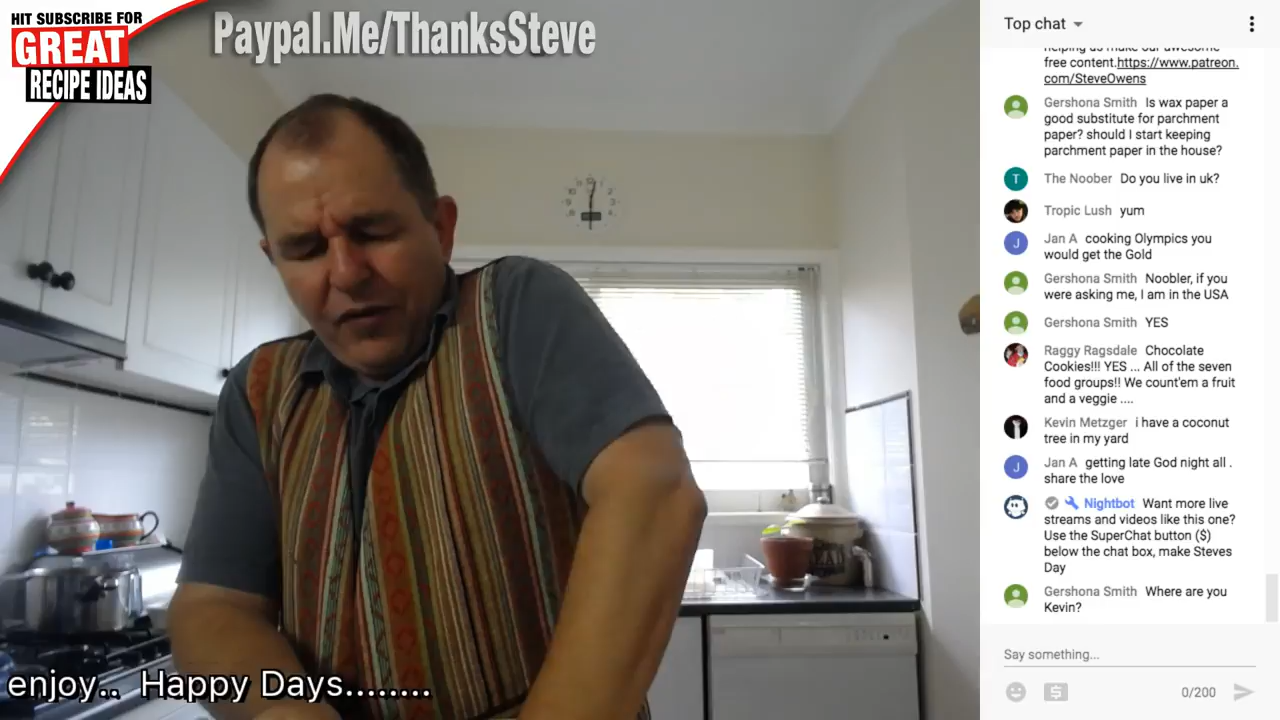 HIT SUBSCRIBE FOR
GREAT
RECIPE IDEAS
Paypal.Me/ThanksSteve
enjoy.. Happy Days........
Top chat
helping us make our awesome
free content.https://www.patreon.
com/SteveOwens
Gershona Smith Is wax paper a
good substitute for parchment
paper? should I start keeping
parchment paper in the house?
T The Noober Do you live in uk?
Tropic Lush yum
J Jan A cooking Olympics you
would get the Gold
Gershona Smith Noobler, if you
were asking me, I am in the USA
Gershona Smith YES
Raggy Ragsdale Chocolate
Cookies!!! YES ... All of the seven
food groups!! We count'em a fruit
and a veggie ....
Kevin Metzger i have a coconut
tree in my yard
J Jan A getting late God night all .
share the love
Nightbot Want more live
streams and videos like this one?
Use the SuperChat button ($)
below the chat box, make Steves
Day
Gershona Smith Where are you
Kevin?
Say something...
0/200